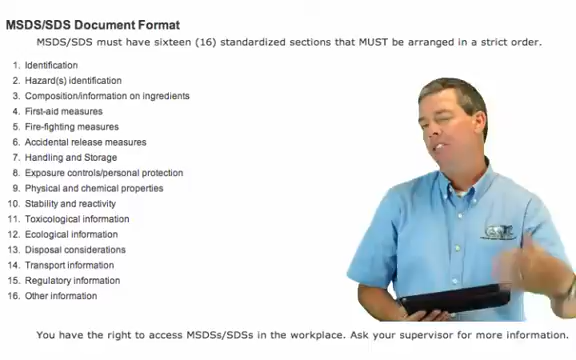 MSDS/SDS Document Format
MSDS/SDS must have sixteen (16) standardized sections that MUST be arranged in a strict order.
1. Identification
2. Hazard(s) identification
3. Composition/information on ingredients
4. First-aid measures
5. Fire-fighting measures
6. Accidental release measures
7. Handling and Storage
8. Exposure controls/personal protection
9. Physical and chemical properties
10. Stability and reactivity
11. Toxicological information
12. Ecological information
13. Disposal considerations
14. Transport information
15. Regulatory information
16. Other information
You have the right to access MSDSs/SDSs in the workplace. Ask your supervisor for more information.